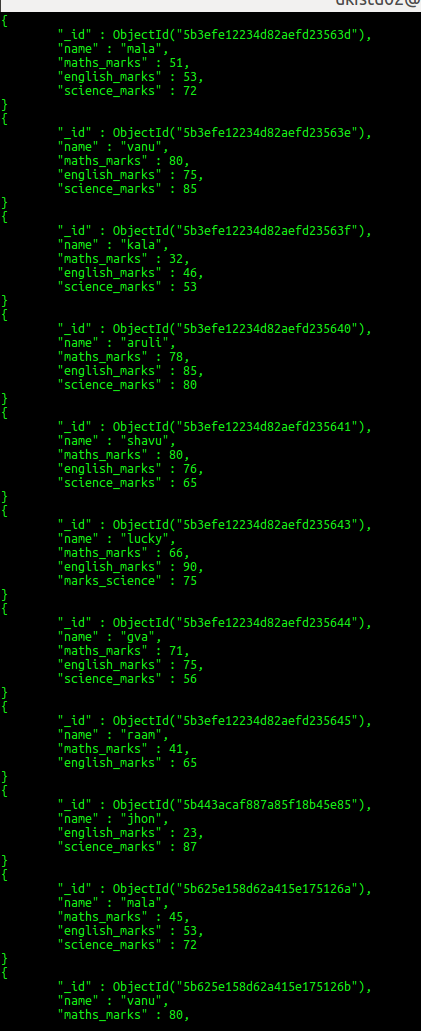 {
"_id" : ObjectId("5b3efe12234d82aefd23563d"),
"name" : "mala",
"maths_marks" : 51,
"english_marks" : 53,
"science_marks" : 72
}
{
"_id" : ObjectId("5b3efe12234d82aefd23563e"),
"name" : "vanu",
"maths_marks" : 80,
"english_marks" : 75,
"science_marks" : 85
}
{
"_id" : ObjectId("5b3efe12234d82aefd23563f"),
"name" : "kala",
"maths_marks" : 32,
"english_marks" : 46,
"science_marks" : 53
}
{
"_id" : ObjectId("5b3efe12234d82aefd235640"),
"name" : "aruli",
"maths_marks" : 78,
"english_marks" : 85,
"science_marks" : 80
}
{
"_id" : ObjectId("5b3efe12234d82aefd235641"),
"name" : "shavu",
"maths_marks" : 80,
"english_marks" : 76,
"science_marks" : 65
}
{
"_id" : ObjectId("5b3efe12234d82aefd235643"),
"name" : "lucky",
"maths_marks" : 66,
"english_marks" : 90,
"marks_science" : 75
}
{
"_id" : ObjectId("5b3efe12234d82aefd235644"),
"name" : "gva",
"maths_marks" : 71,
"english_marks" : 75,
"science_marks" : 56
}
{
"_id" : ObjectId("5b3efe12234d82aefd235645"),
"name" : "raam",
"maths_marks" : 41,
"english_marks" : 65
}
{
"_id" : ObjectId("5b443acaf887a85f18b45e85"),
"name" : "jhon",
"english_marks" : 23,
"science_marks" : 87
}
{
"_id" : ObjectId("5b625e158d62a415e175126a"),
"name" : "mala",
"maths_marks" : 45,
"english_marks" : 53,
"science_marks" : 72
}
{
"_id" : ObjectId("5b625e158d62a415e175126b"),
"name" : "vanu",
"maths_marks" : 80,